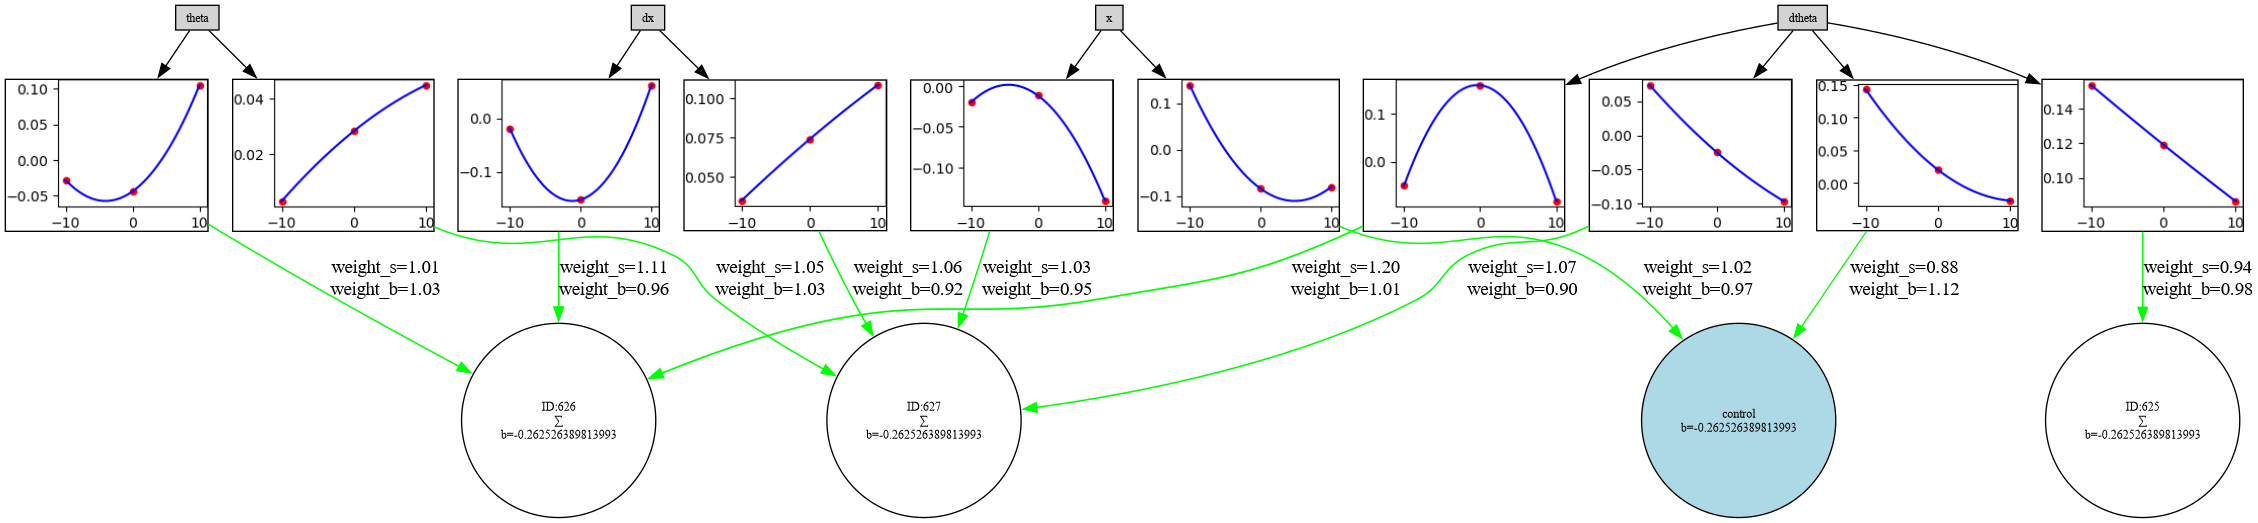 theta
dx
x
dtheta
0.10
0.05
0.00
−0.05
−10
0
10
0.04
0.02
−10
0
10
0.0
−0.1
−10
0
10
0.100
0.075
0.050
−10
0
10
0.00
−0.05
−0.10
−10
0
10
0.1
0.0
−0.1
−10
0
10
0.1
0.0
−10
0
10
0.05
0.00
−0.05
−0.10
−10
0
10
0.15
0.10
0.05
0.00
−10
0
10
0.14
0.12
0.10
−10
0
10
weight_s=1.01
weight_b=1.03
weight_s=1.11
weight_b=0.96
weight_s=1.05
weight_b=1.03
weight_s=1.06
weight_b=0.92
weight_s=1.03
weight_b=0.95
weight_s=1.20
weight_b=1.01
weight_s=1.07
weight_b=0.90
weight_s=1.02
weight_b=0.97
weight_s=0.88
weight_b=1.12
weight_s=0.94
weight_b=0.98
ID:626
∑
b=-0.262526389813993
ID:627
∑
b=-0.262526389813993
control
b=-0.262526389813993
ID:625
∑
b=-0.262526389813993